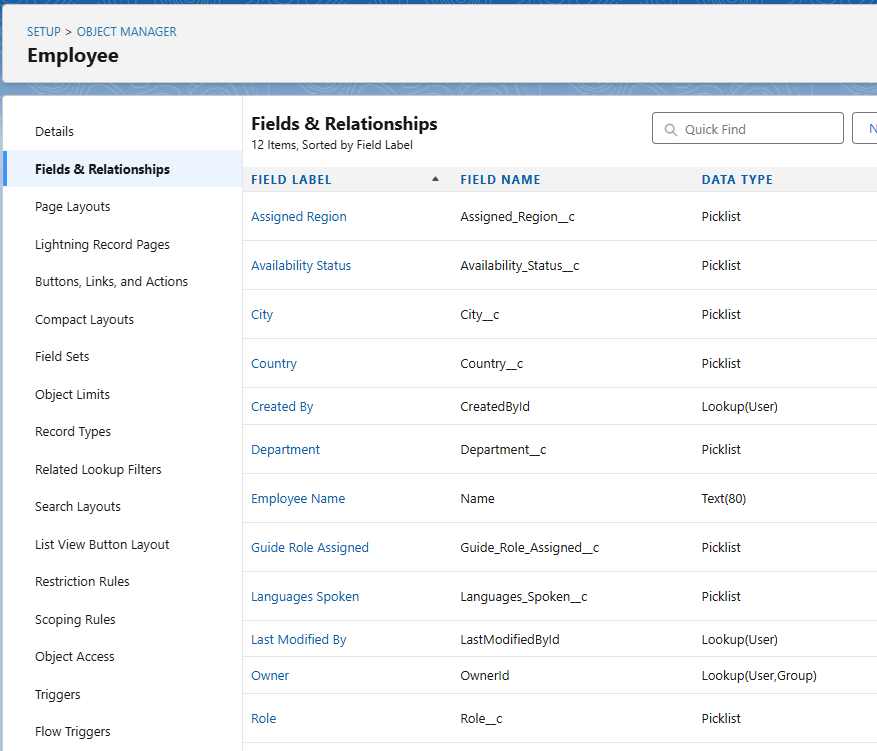 SETUP > OBJECT MANAGER
Employee
Details
Fields & Relationships
Page Layouts
Lightning Record Pages
Buttons, Links, and Actions
Compact Layouts
Field Sets
Object Limits
Record Types
Related Lookup Filters
Search Layouts
List View Button Layout
Restriction Rules
Scoping Rules
Object Access
Triggers
Flow Triggers
Fields & Relationships
12 Items, Sorted by Field Label
Quick Find
N
FIELD LABEL FIELD NAME DATA TYPE
Assigned Region Assigned_Region__c Picklist
Availability Status Availability_Status__c Picklist
City City__c Picklist
Country Country__c Picklist
Created By CreatedById Lookup(User)
Department Department__c Picklist
Employee Name Name Text(80)
Guide Role Assigned Guide_Role_Assigned__c Picklist
Languages Spoken Languages_Spoken__c Picklist
Last Modified By LastModifiedById Lookup(User)
Owner OwnerId Lookup(User,Group)
Role Role__c Picklist